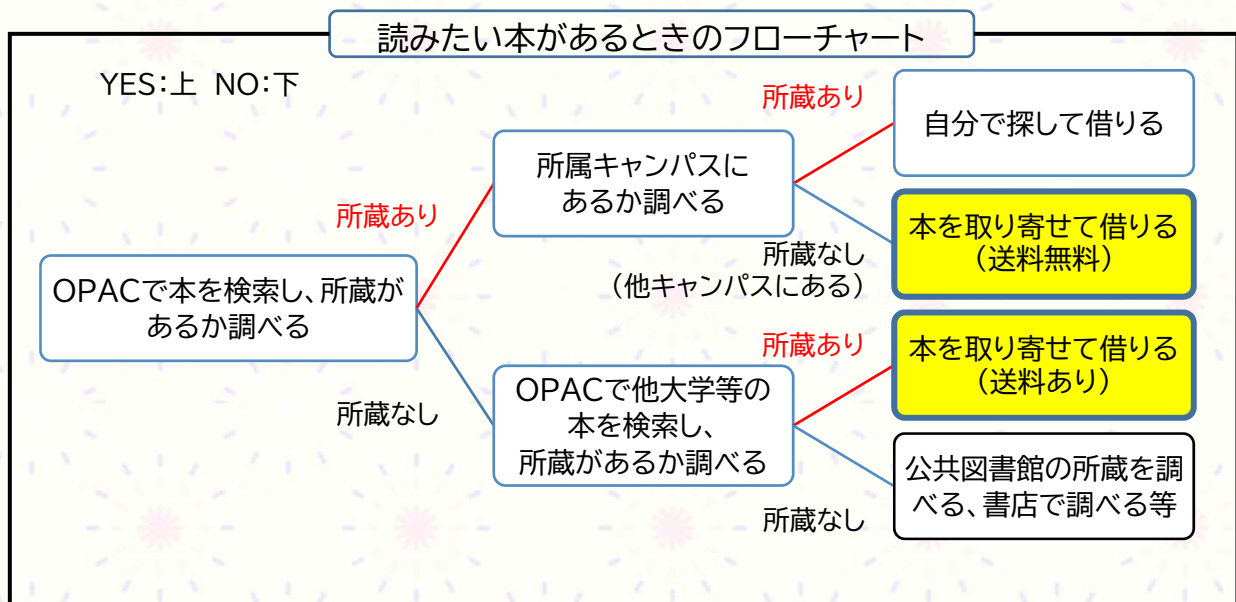 読みたい本があるときのフローチャート
YES:上 NO:下
OPACで本を検索し、所蔵が
あるか調べる
所蔵あり
所属キャンパスに
あるか調べる
所蔵あり
自分で探して借りる
所蔵なし
(他キャンパスにある)
本を取り寄せて借りる
(送料無料)
所蔵なし
OPACで他大学等の
本を検索し、
所蔵があるか調べる
所蔵あり
本を取り寄せて借りる
(送料あり)
所蔵なし
公共図書館の所蔵を調
べる、書店で調べる等